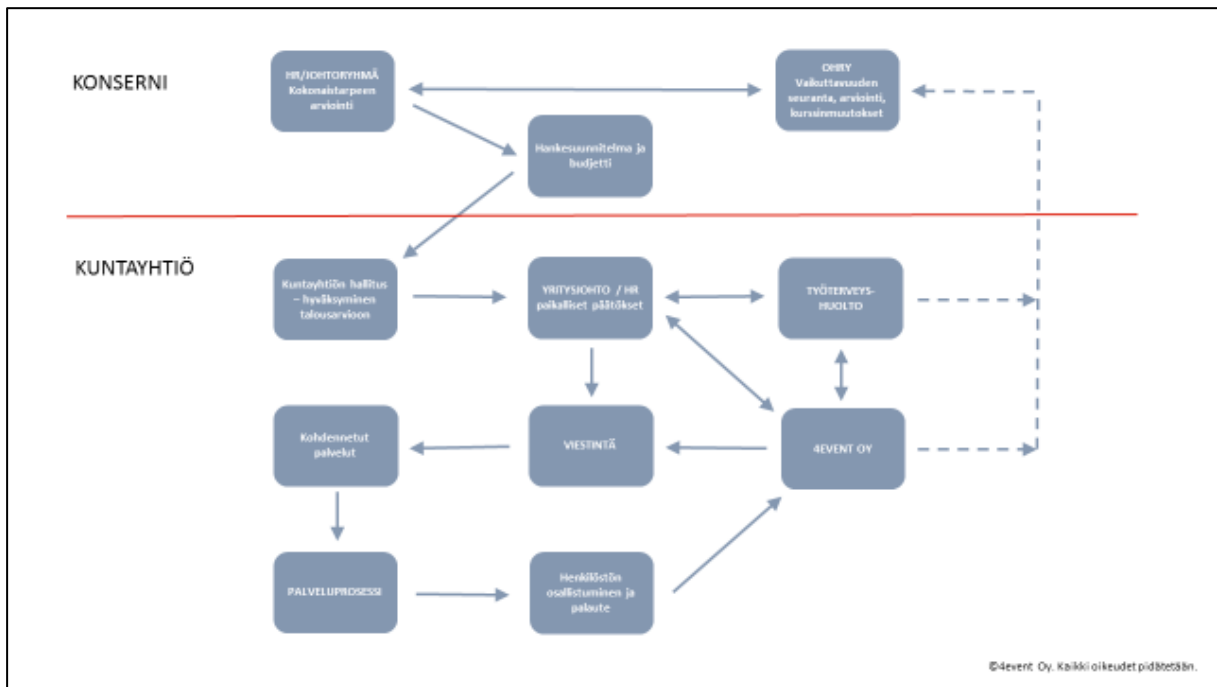 KONSERNI
HR/JOHTORYHMÄ
Kokonaistarpeen
arviointi
OHRY
Vaikuttavuuden
seuranta, arviointi,
kurssinmuutokset
Hankesuunnitelma ja
budjetti
KUNTAYHTIÖ
Kuntayhtiön hallitus
– hyväksyminen
talousarvioon
YRITYSJOHTO / HR
paikalliset päätökset
TYÖTERVEYS-
HUOLTO
Kohdennetut
palvelut
VIESTINTÄ
4EVENT OY
PALVELUPROSESSI
Henkilöstön
osallistuminen ja
palaute
©4event Oy. Kaikki oikeudet pidätetään.